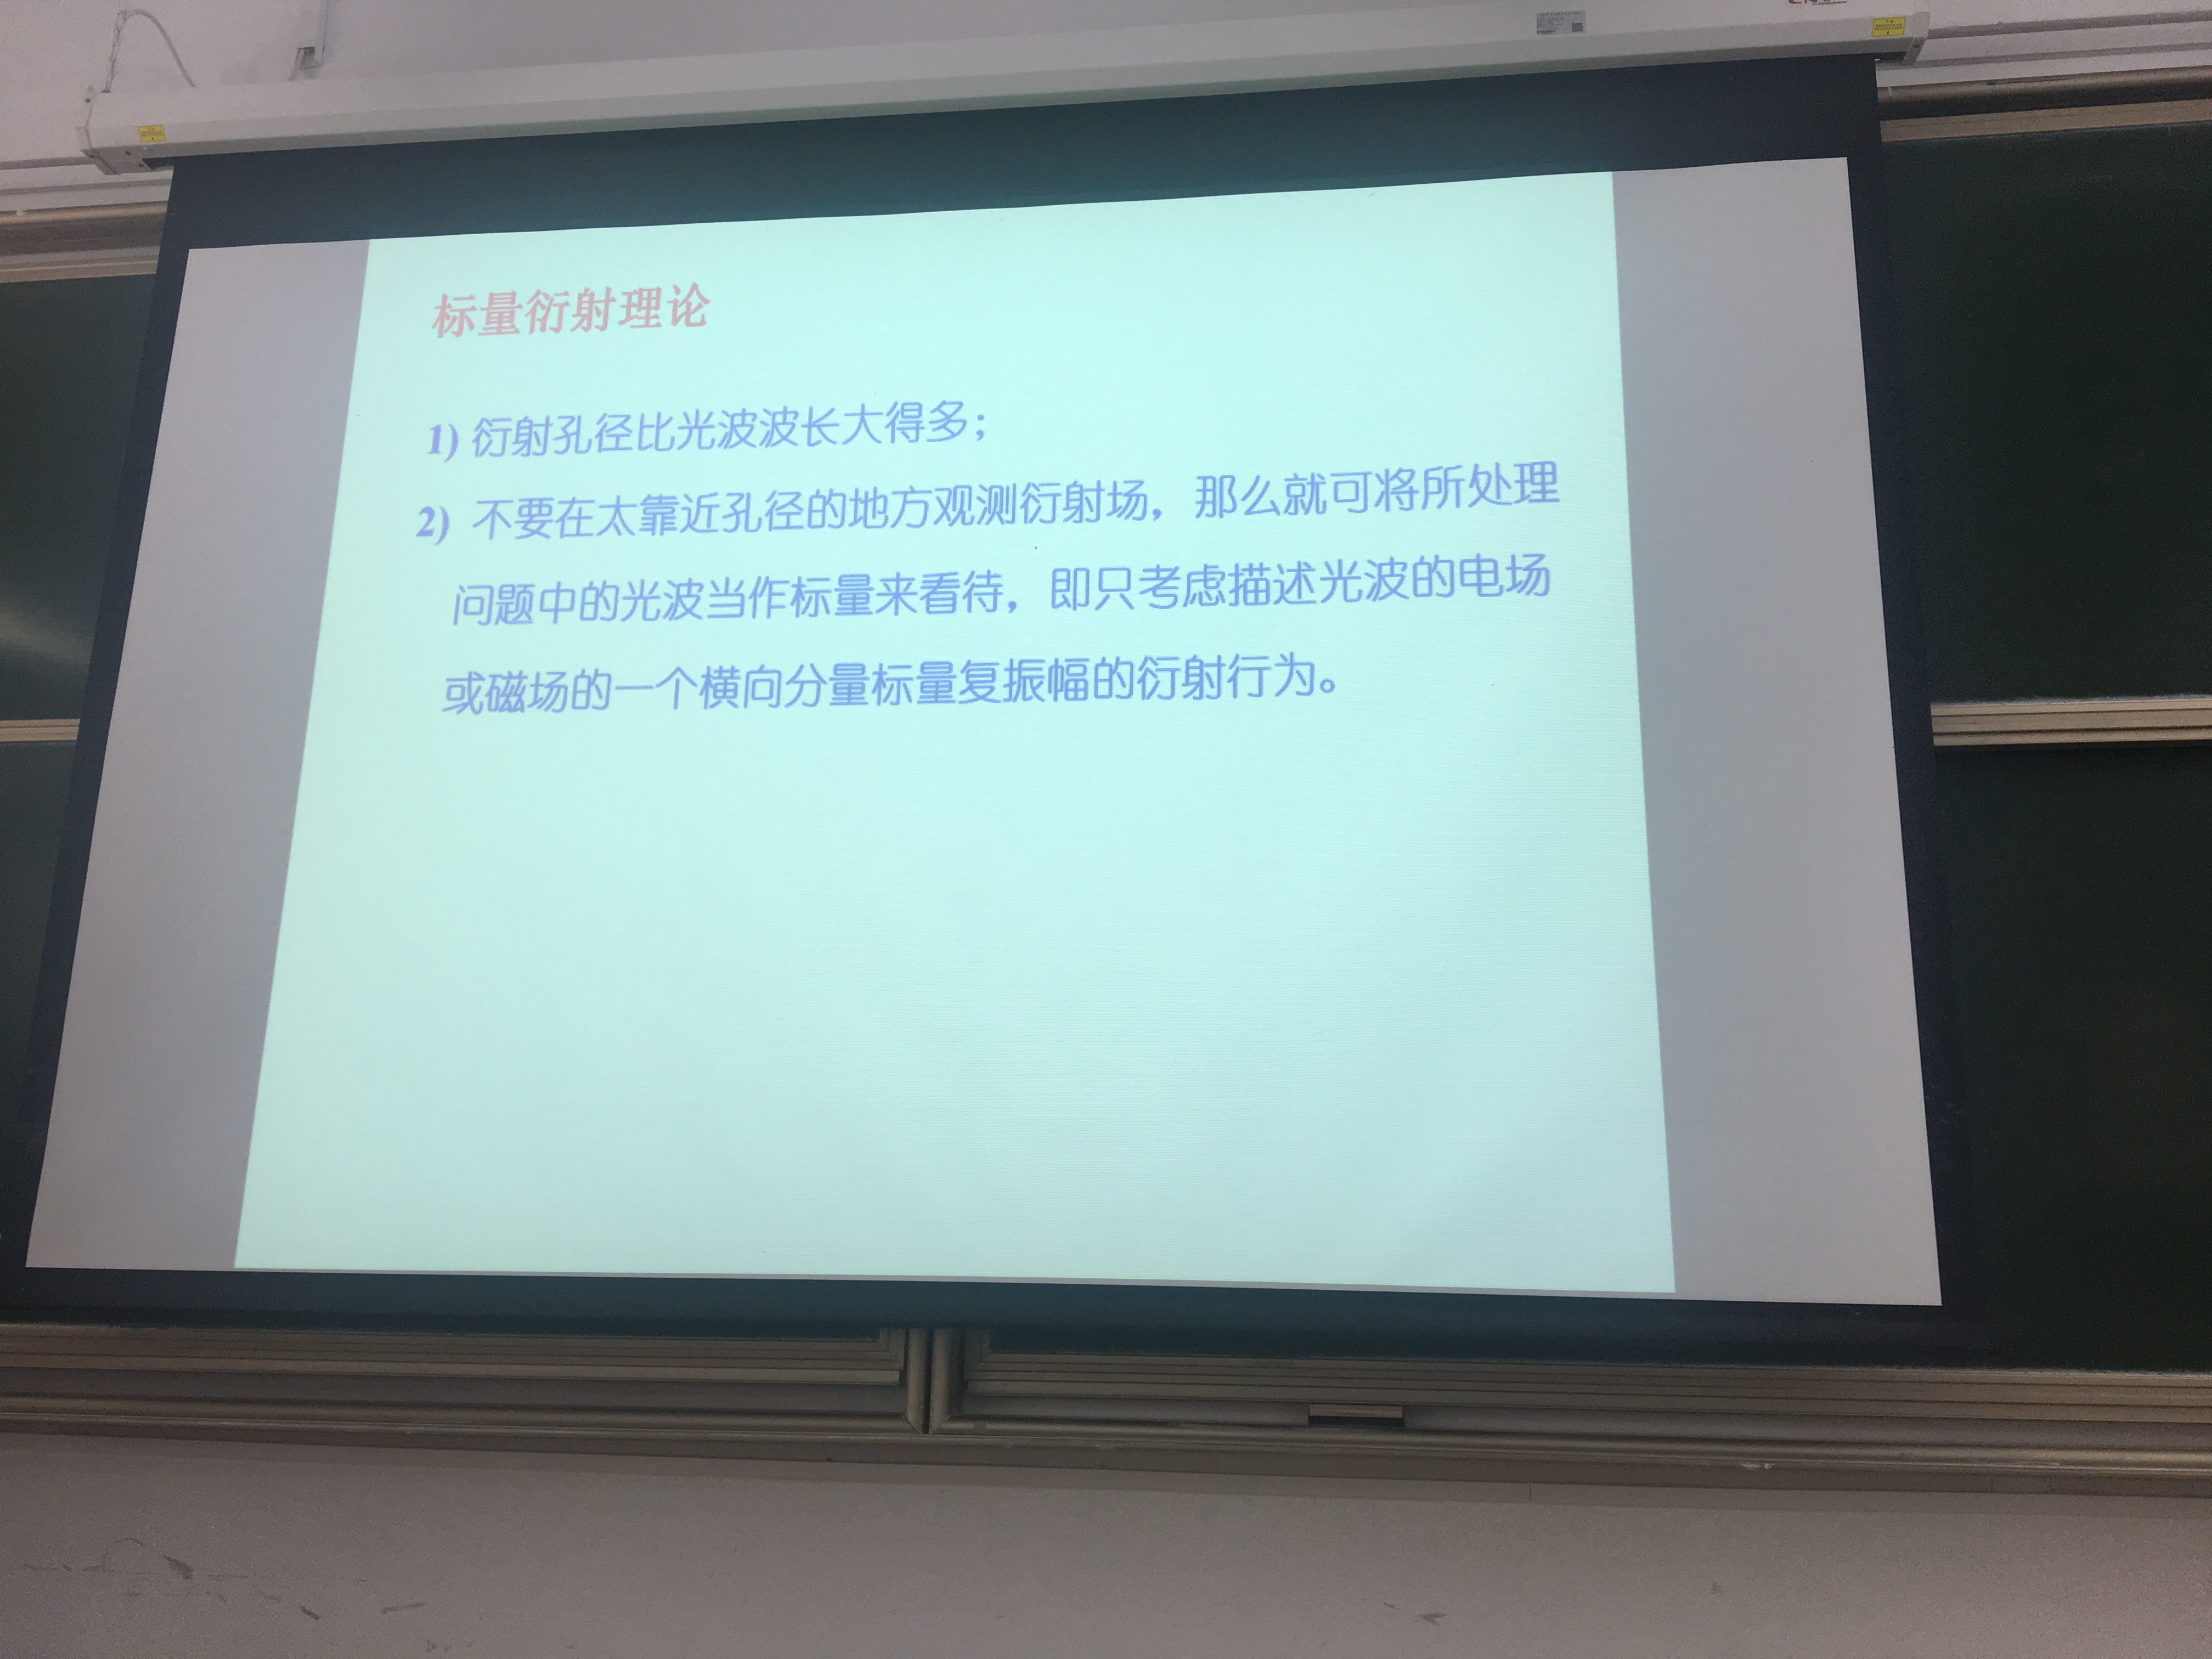 标量衍射理论
1) 衍射孔径比光波波长大得多；
2) 不要在太靠近孔径的地方观测衍射场，那么就可将所处理
问题中的光波当作标量来看待，即只考虑描述光波的电场
或磁场的一个横向分量标量复振幅的衍射行为。